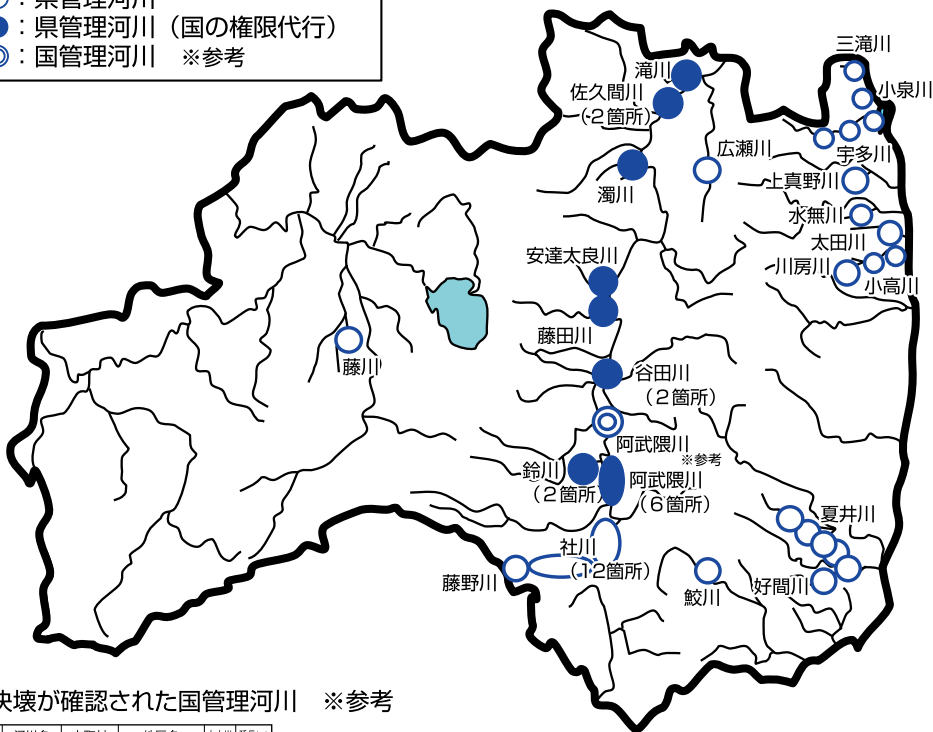 ：県管理河川
：県管理河川（国の権限代行）
：国管理河川　※参考
三滝川
滝川
小泉川
佐久間川
（2箇所）
広瀬川
宇多川
上真野川
濁川
水無川
太田川
安達太良川
川房川
小高川
藤田川
藤川
谷田川
（2箇所）
阿武隈川
※参考
鈴川
（2箇所）
阿武隈川
（6箇所）
夏井川
社川
（12箇所）
藤野川
鮫川
好間川
決壊が確認された国管理河川　※参考